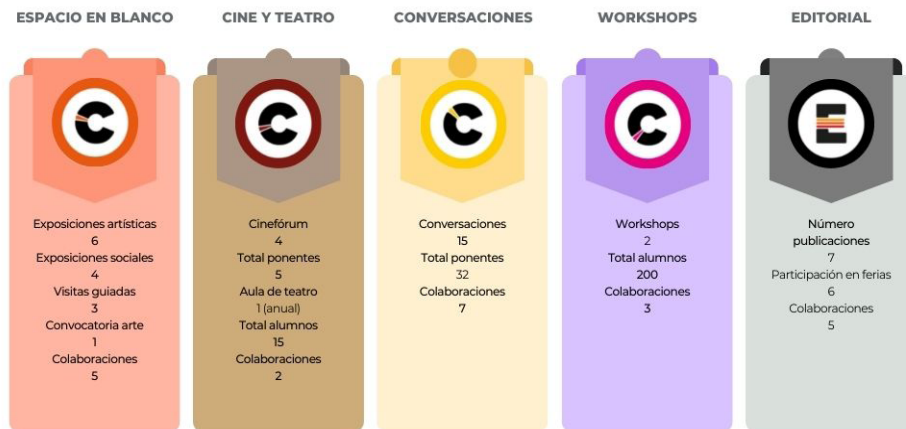 ESPACIO EN BLANCO
Exposiciones artísticas
6
Exposiciones sociales
4
Visitas guiadas
3
Convocatoria arte
1
Colaboraciones
5
CINE Y TEATRO
Cinefórum
4
Total ponentes
5
Aula de teatro
1 (anual)
Total alumnos
15
Colaboraciones
2
CONVERSACIONES
Conversaciones
15
Total ponentes
32
Colaboraciones
7
WORKSHOPS
Workshops
2
Total alumnos
200
Colaboraciones
3
EDITORIAL
Número
publicaciones
7
Participación en ferias
6
Colaboraciones
5